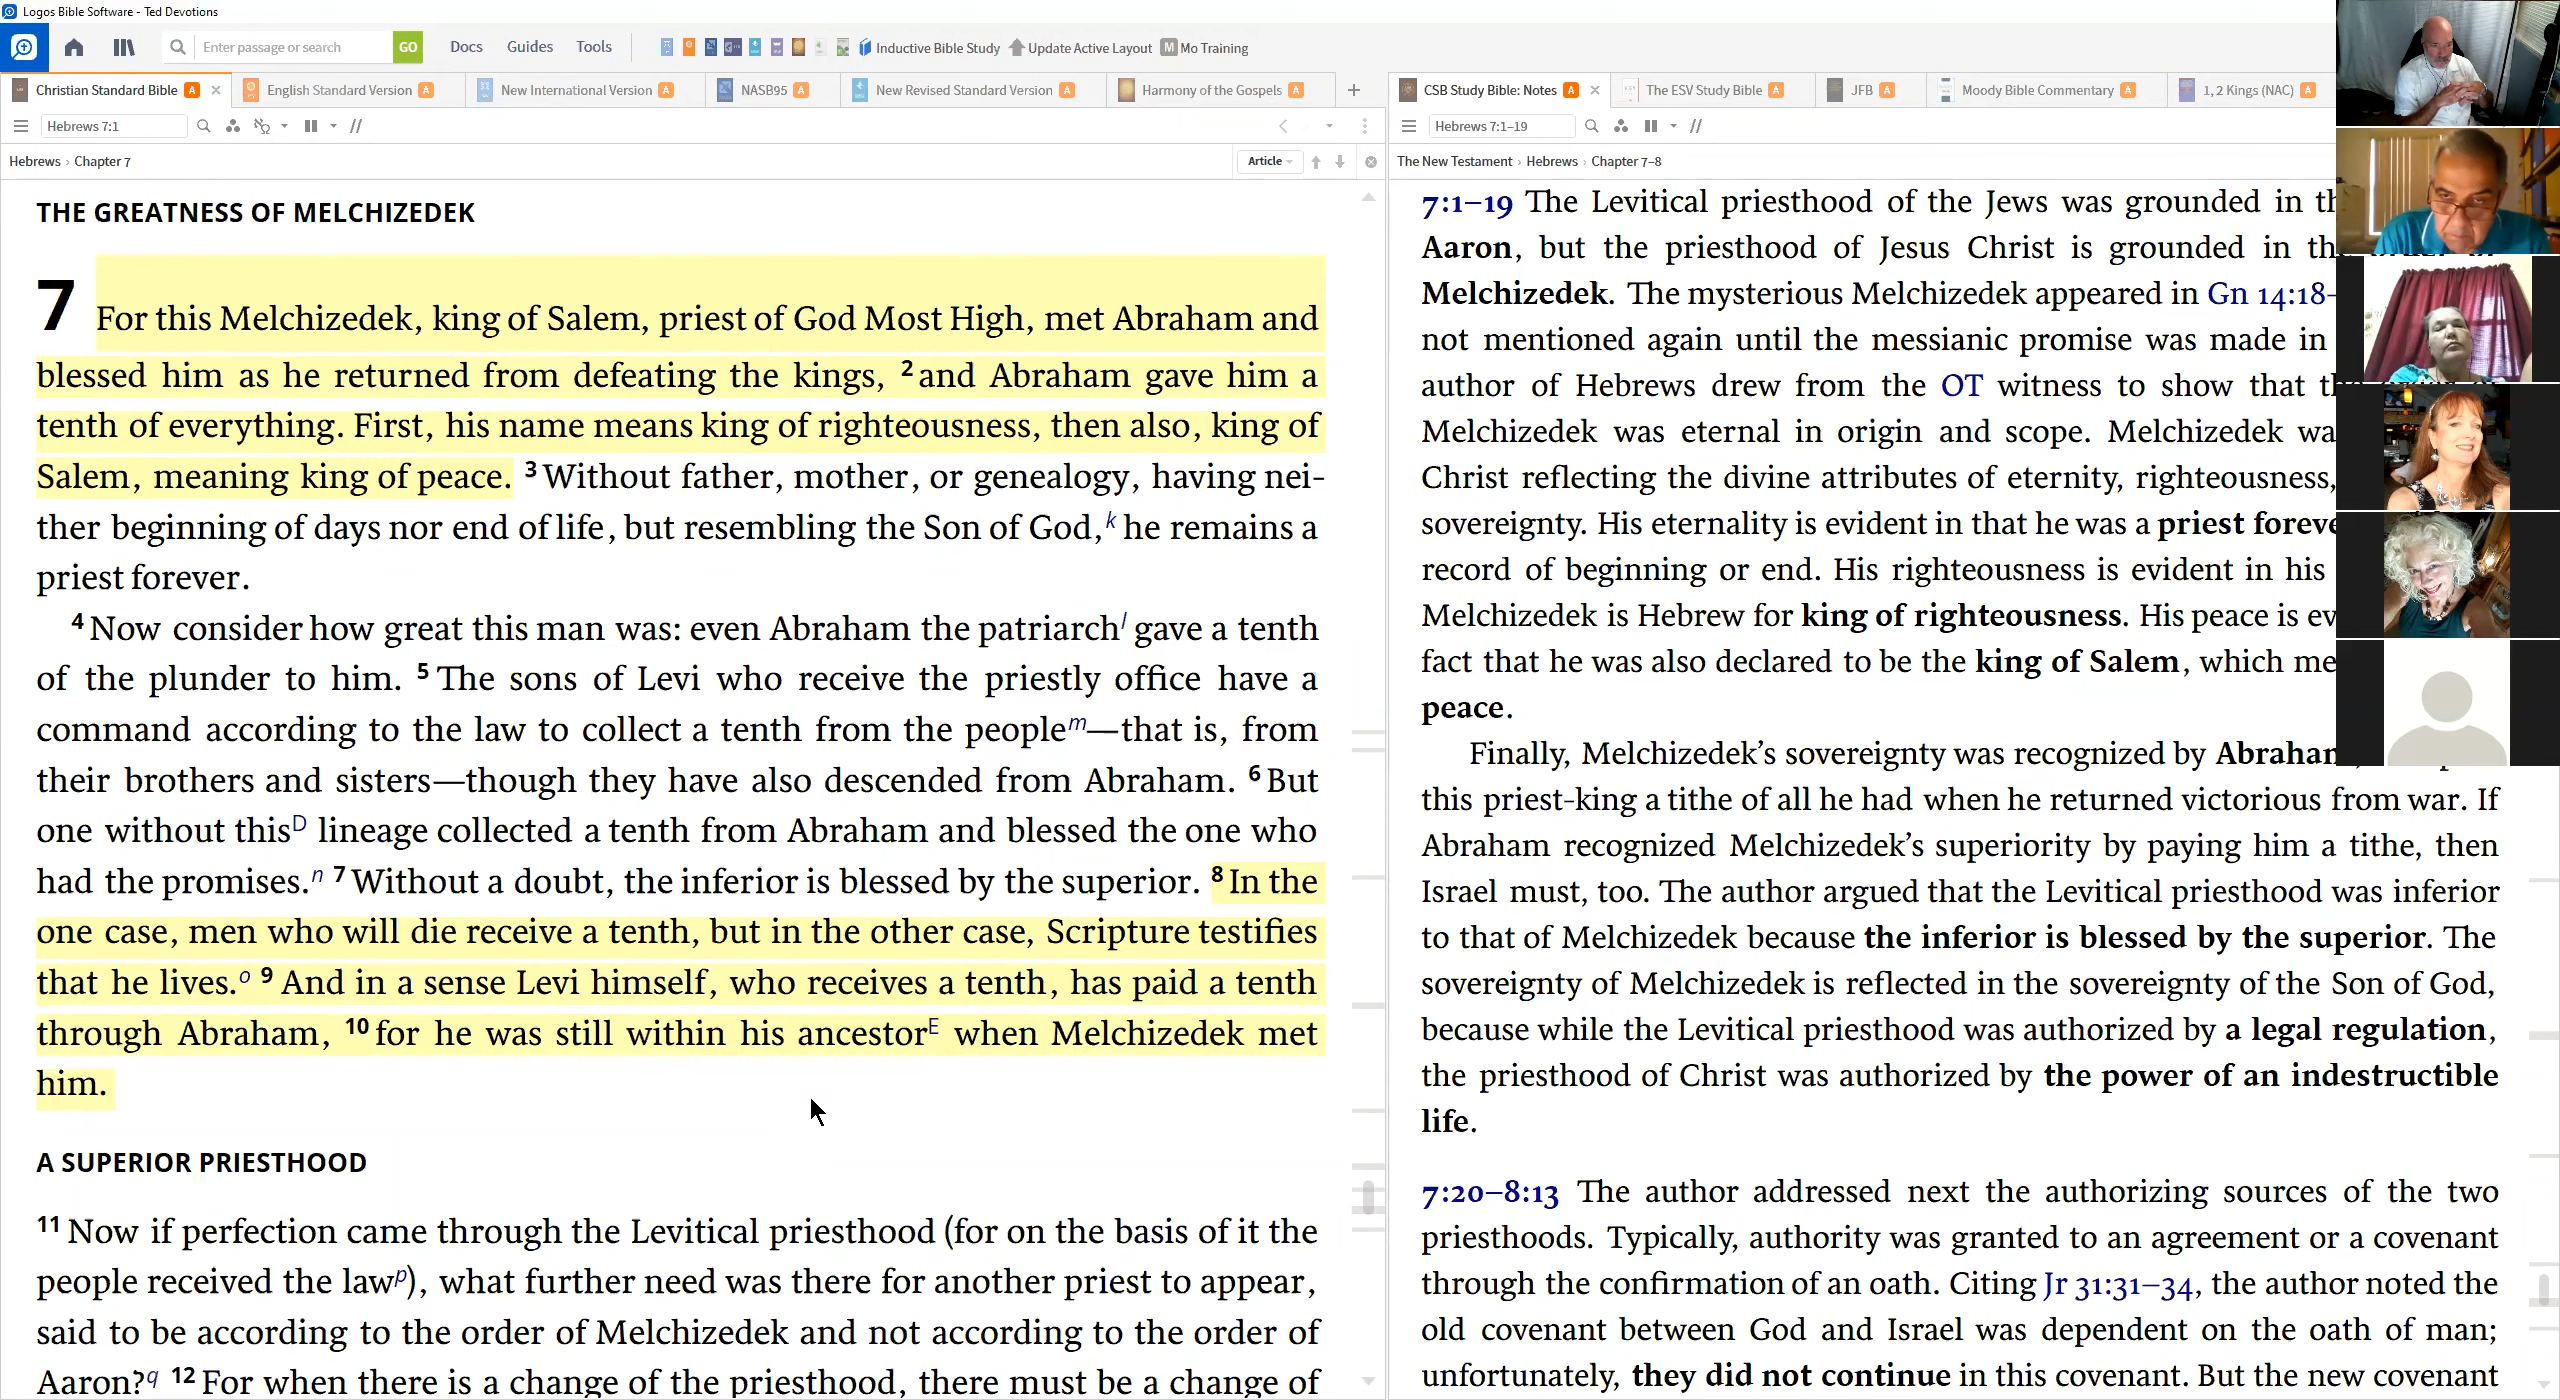 Logos Bible Software - Ted Devotions
Enter passage or search GO Docs Guides Tools Inductive Bible Study Update Active Layout M Mo Training
Christian Standard Bible A English Standard Version A New International Version A NASB95 A New Revised Standard Version A Harmony of the Gospels A
Hebrews 7:1
Hebrews › Chapter 7 Article
THE GREATNESS OF MELCHIZEDEK
7 For this Melchizedek, king of Salem, priest of God Most High, met Abraham and
blessed him as he returned from defeating the kings, 2 and Abraham gave him a
tenth of everything. First, his name means king of righteousness, then also, king of
Salem, meaning king of peace. 3 Without father, mother, or genealogy, having nei-
ther beginning of days nor end of life, but resembling the Son of God,k he remains a
priest forever.
4 Now consider how great this man was: even Abraham the patriarchl gave a tenth
of the plunder to him. 5 The sons of Levi who receive the priestly office have a
command according to the law to collect a tenth from the peoplem—that is, from
their brothers and sisters—though they have also descended from Abraham. 6 But
one without thisD lineage collected a tenth from Abraham and blessed the one who
had the promises.n 7 Without a doubt, the inferior is blessed by the superior. 8 In the
one case, men who will die receive a tenth, but in the other case, Scripture testifies
that he lives.o 9 And in a sense Levi himself, who receives a tenth, has paid a tenth
through Abraham, 10 for he was still within his ancestorE when Melchizedek met
him.
A SUPERIOR PRIESTHOOD
11 Now if perfection came through the Levitical priesthood (for on the basis of it the
people received the lawp), what further need was there for another priest to appear,
said to be according to the order of Melchizedek and not according to the order of
Aaron?q 12 For when there is a change of the priesthood, there must be a change of
CSB Study Bible: Notes A The ESV Study Bible A JFB A Moody Bible Commentary A 1, 2 Kings (NAC) A
Hebrews 7:1–19
The New Testament › Hebrews › Chapter 7–8
7:1–19 The Levitical priesthood of the Jews was grounded in
Aaron, but the priesthood of Jesus Christ is grounded in
Melchizedek. The mysterious Melchizedek appeared in Gn 14:18–
not mentioned again until the messianic promise was made in
author of Hebrews drew from the OT witness to show that
Melchizedek was eternal in origin and scope. Melchizedek
Christ reflecting the divine attributes of eternity, righteousness,
sovereignty. His eternality is evident in that he was a priest
record of beginning or end. His righteousness is evident in his
Melchizedek is Hebrew for king of righteousness. His peace is
fact that he was also declared to be the king of Salem, which
peace.
Finally, Melchizedek’s sovereignty was recognized by
this priest-king a tithe of all he had when he returned victorious from war. If
Abraham recognized Melchizedek’s superiority by paying him a tithe, then
Israel must, too. The author argued that the Levitical priesthood was inferior
to that of Melchizedek because the inferior is blessed by the superior. The
sovereignty of Melchizedek is reflected in the sovereignty of the Son of God,
because while the Levitical priesthood was authorized by a legal regulation,
the priesthood of Christ was authorized by the power of an indestructible
life.
7:20–8:13 The author addressed next the authorizing sources of the two
priesthoods. Typically, authority was granted to an agreement or a covenant
through the confirmation of an oath. Citing Jr 31:31–34, the author noted the
old covenant between God and Israel was dependent on the oath of man;
unfortunately, they did not continue in this covenant. But the new covenant